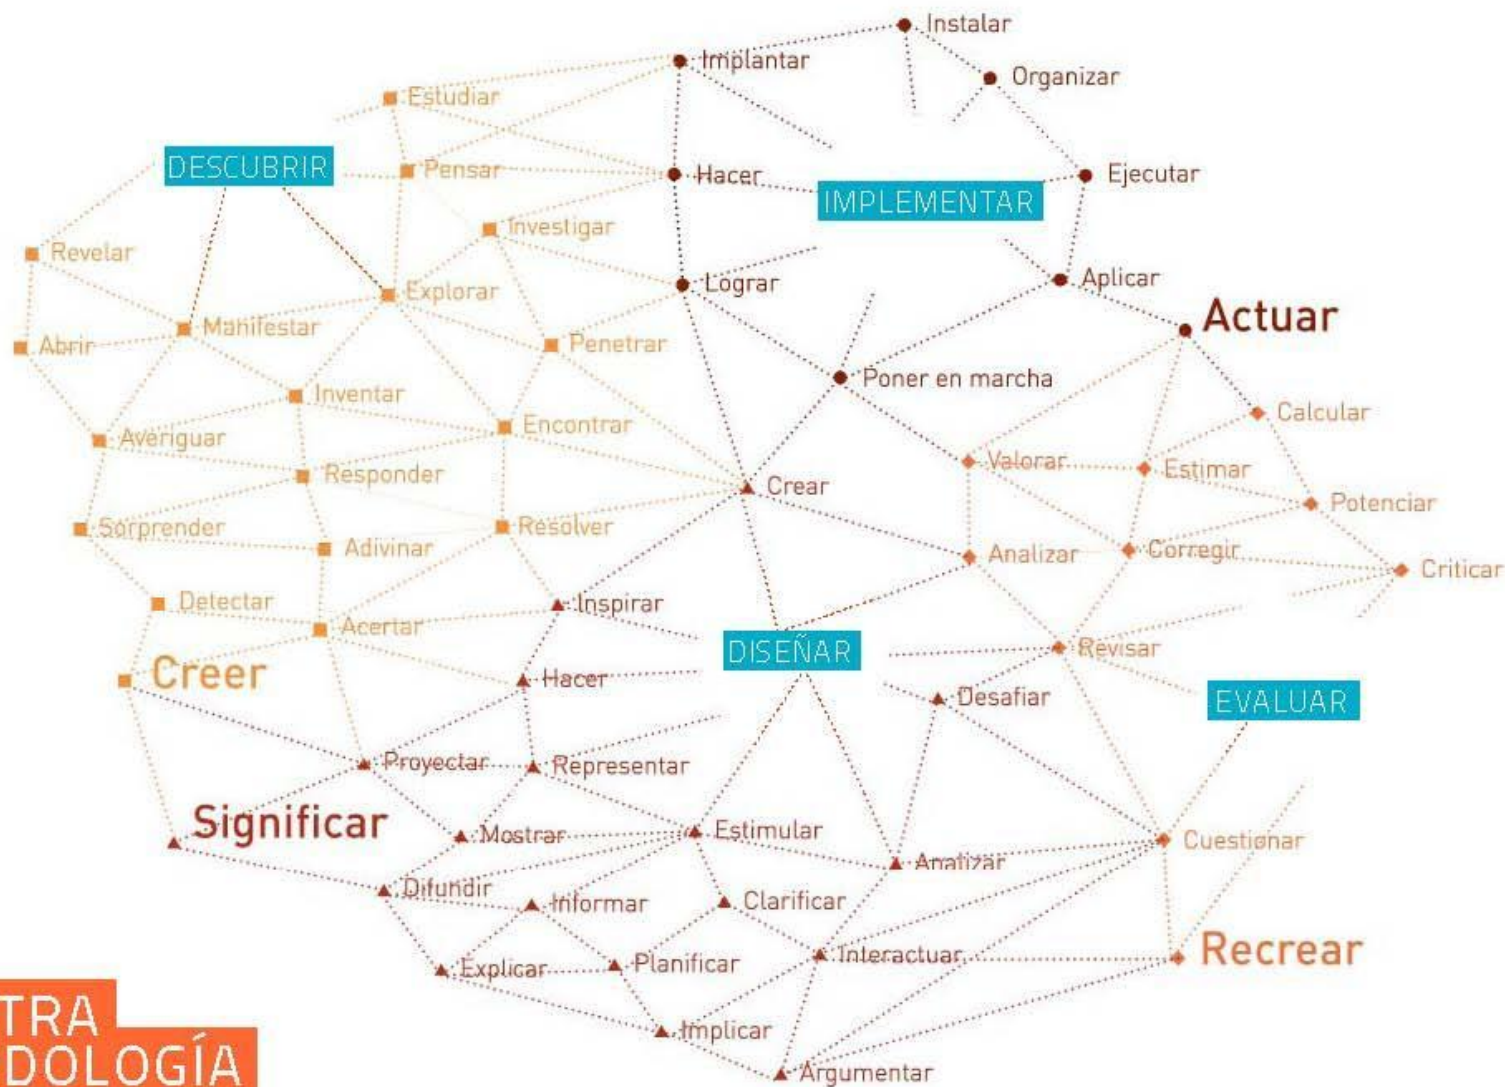 Instalar
Implantar
Organizar
Estudiar
DESCUBRIR
Pensar
Hacer
Ejecutar
IMPLEMENTAR
Investigar
Revelar
Explorar
Lograr
Aplicar
Manifestar
Actuar
Abrir
Penetrar
Inventar
Poner en marcha
Calcular
Averiguar
Encontrar
Valorar
Estimar
Responder
Crear
Potenciar
Sorprender
Resolver
Adivinar
Analizar
Corregir
Criticar
Detectar
Inspirar
Acertar
Creer
Hacer
DISEÑAR
Revisar
Desafiar
EVALUAR
Proyectar
Representar
Significar
Mostrar
Estimular
Analizar
Cuestionar
Difundir
Informar
Clarificar
Explicar
Planificar
Interactuar
Recrear
Implicar
Argumentar
TRA
DOLOGÍA